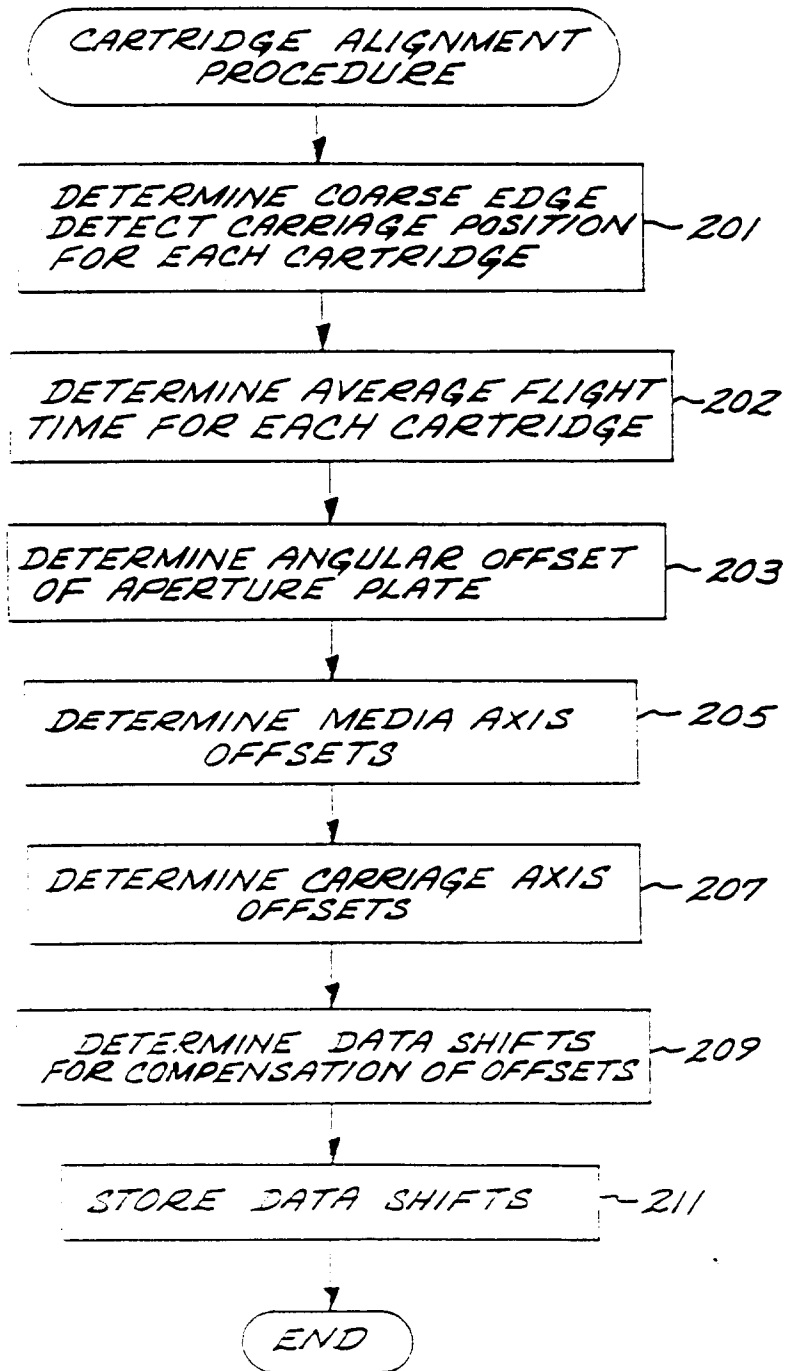 CARTRIDGE ALIGNMENT
PROCEDURE
DETERMINE COARSE EDGE
DETECT CARRIAGE POSITION
FOR EACH CARTRIDGE
201
DETERMINE AVERAGE FLIGHT
TIME FOR EACH CARTRIDGE
202
DETERMINE ANGULAR OFFSET
OF APERTURE PLATE
203
DETERMINE MEDIA AXIS
OFFSETS
205
DETERMINE CARRIAGE AXIS
OFFSETS
207
DETERMINE DATA SHIFTS
FOR COMPENSATION OF OFFSETS
209
STORE DATA SHIFTS
211
END